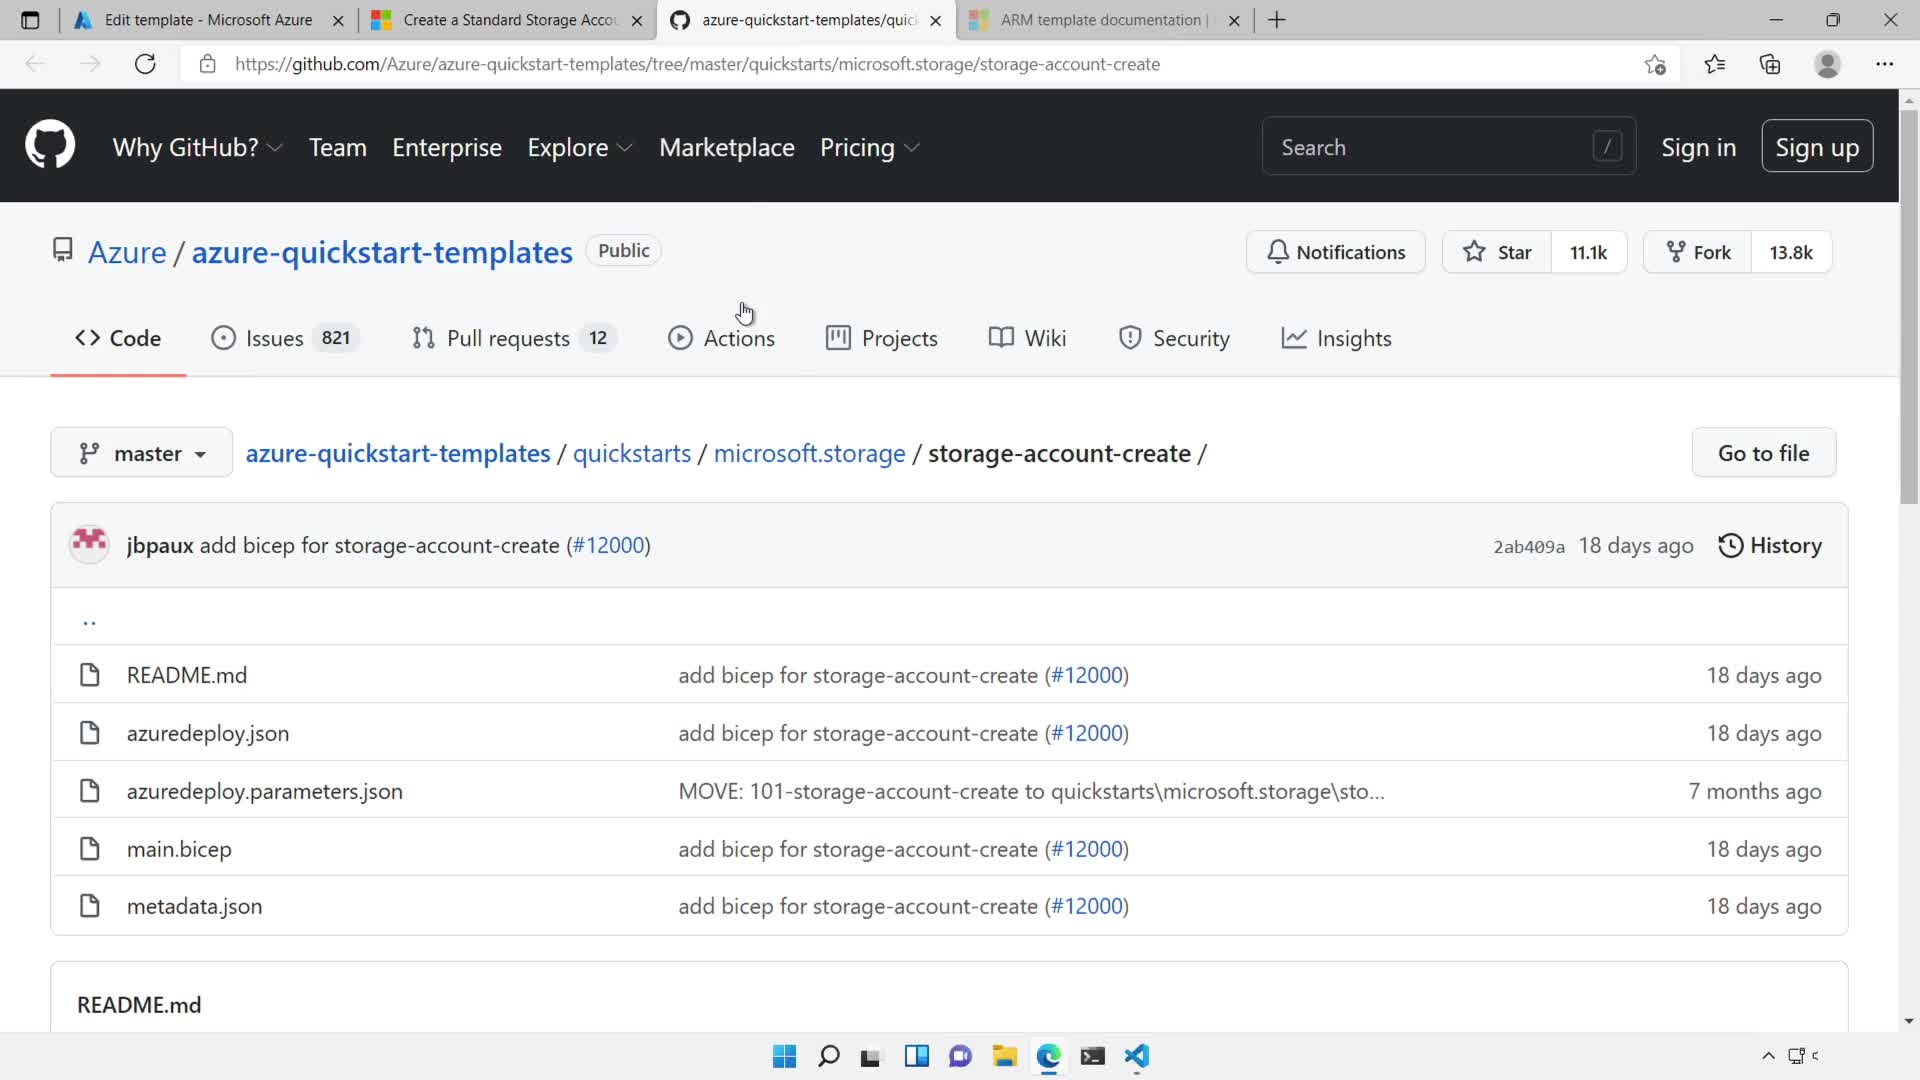 Edit template - Microsoft Azure
Create a Standard Storage Accou
azure-quickstart-templates/quick
ARM template documentation |
https://github.com/Azure/azure-quickstart-templates/tree/master/quickstarts/microsoft.storage/storage-account-create
Why GitHub? Team Enterprise Explore Marketplace Pricing Search / Sign in Sign up
Azure / azure-quickstart-templates Public Notifications Star 11.1k Fork 13.8k
Code Issues 821 Pull requests 12 Actions Projects Wiki Security Insights
master azure-quickstart-templates / quickstarts / microsoft.storage / storage-account-create / Go to file
jbpaux add bicep for storage-account-create (#12000) 2ab409a 18 days ago History
..
README.md add bicep for storage-account-create (#12000) 18 days ago
azuredeploy.json add bicep for storage-account-create (#12000) 18 days ago
azuredeploy.parameters.json MOVE: 101-storage-account-create to quickstarts\microsoft.storage\sto... 7 months ago
main.bicep add bicep for storage-account-create (#12000) 18 days ago
metadata.json add bicep for storage-account-create (#12000) 18 days ago
README.md